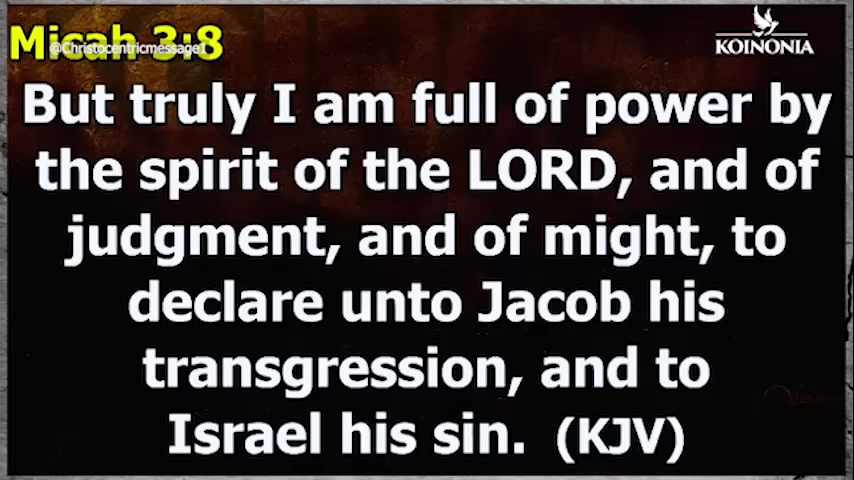 Micah 3:8
@Christocentricmessage1
KOINONIA
But truly I am full of power by
the spirit of the LORD, and of
judgment, and of might, to
declare unto Jacob his
transgression, and to
Israel his sin. (KJV)